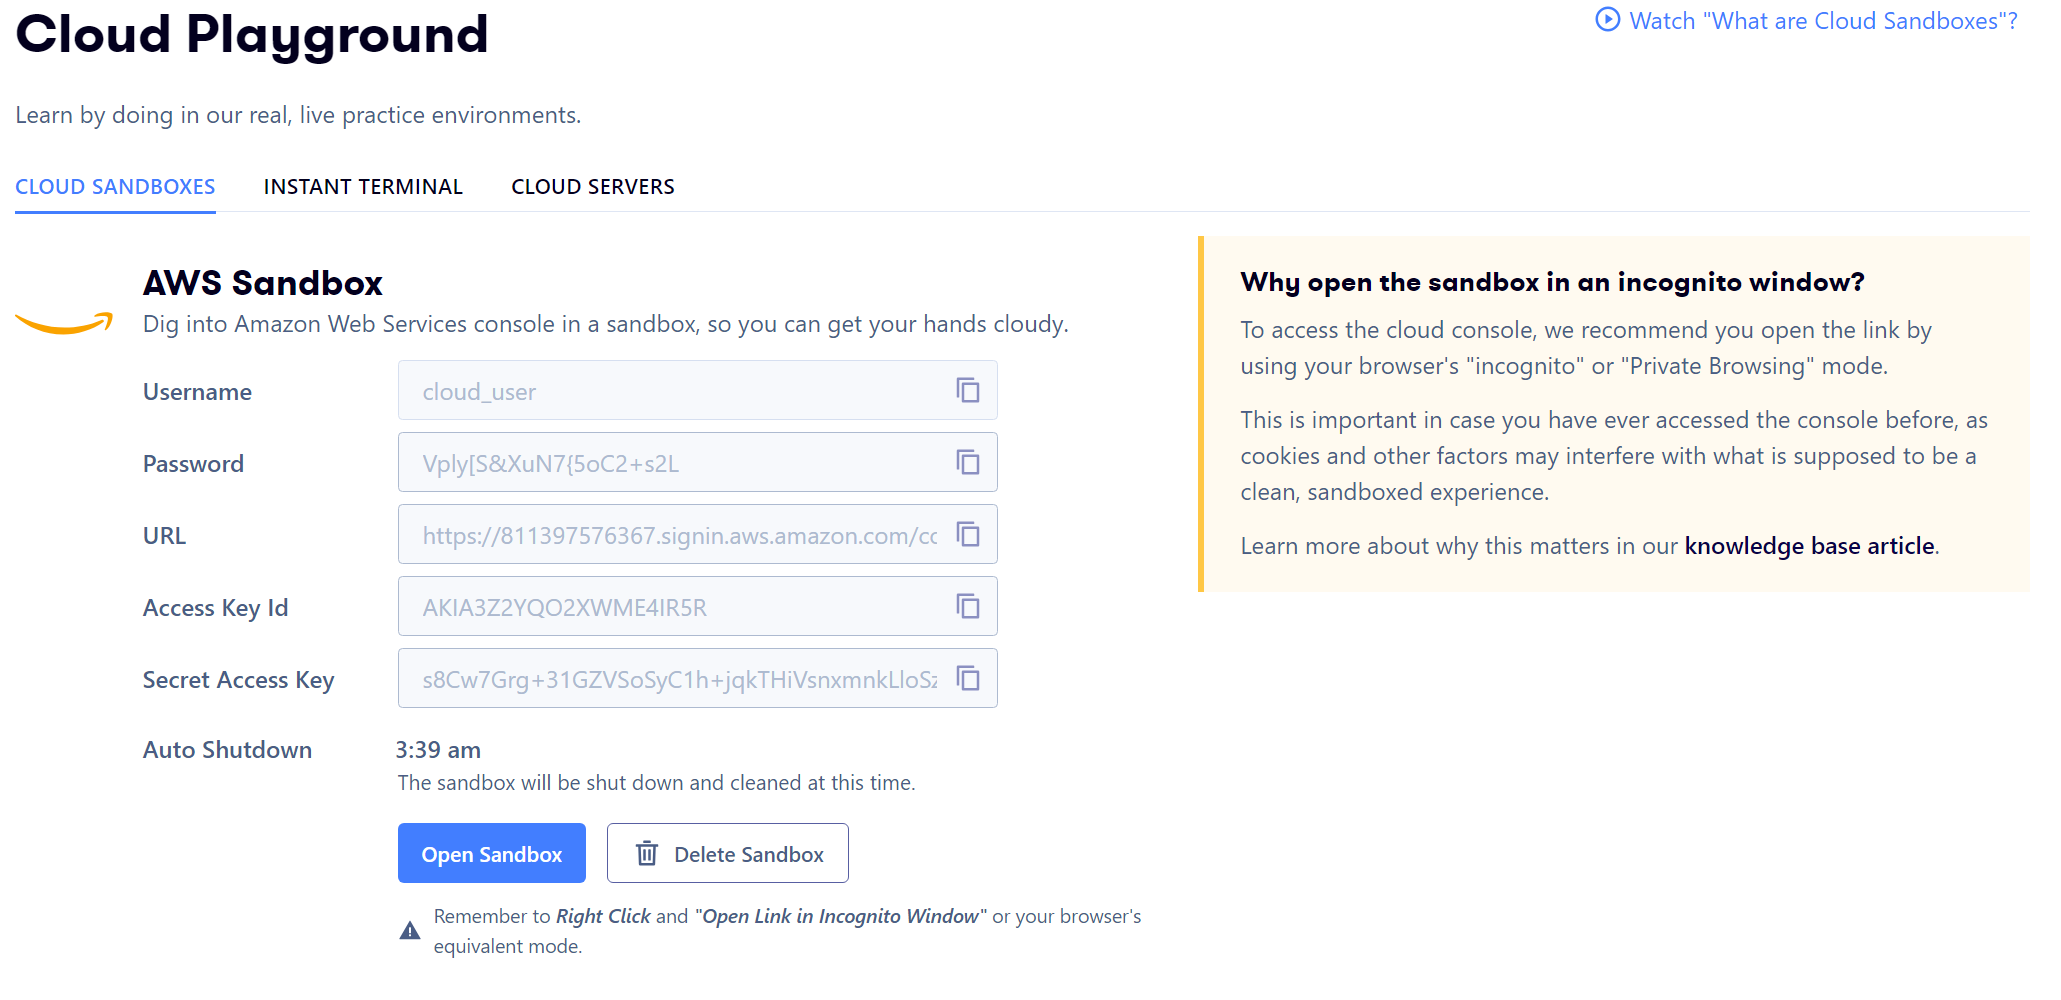 Cloud Playground
Watch "What are Cloud Sandboxes"?
Learn by doing in our real, live practice environments.
CLOUD SANDBOXES
INSTANT TERMINAL
CLOUD SERVERS
AWS Sandbox
Dig into Amazon Web Services console in a sandbox, so you can get your hands cloudy.
Username
cloud_user
Password
Vply[S&XuN7{5oC2+s2L
URL
https://811397576367.signin.aws.amazon.com/cc
Access Key Id
AKIA3Z2YQO2XWME4IR5R
Secret Access Key
s8Cw7Grg+31GZVSoSyC1h+jqkTHiVsnxmnkLloSz
Auto Shutdown
3:39 am
The sandbox will be shut down and cleaned at this time.
Open Sandbox
Delete Sandbox
Remember to Right Click and "Open Link in Incognito Window" or your browser's
equivalent mode.
Why open the sandbox in an incognito window?
To access the cloud console, we recommend you open the link by
using your browser's "incognito" or "Private Browsing" mode.
This is important in case you have ever accessed the console before, as
cookies and other factors may interfere with what is supposed to be a
clean, sandboxed experience.
Learn more about why this matters in our knowledge base article.